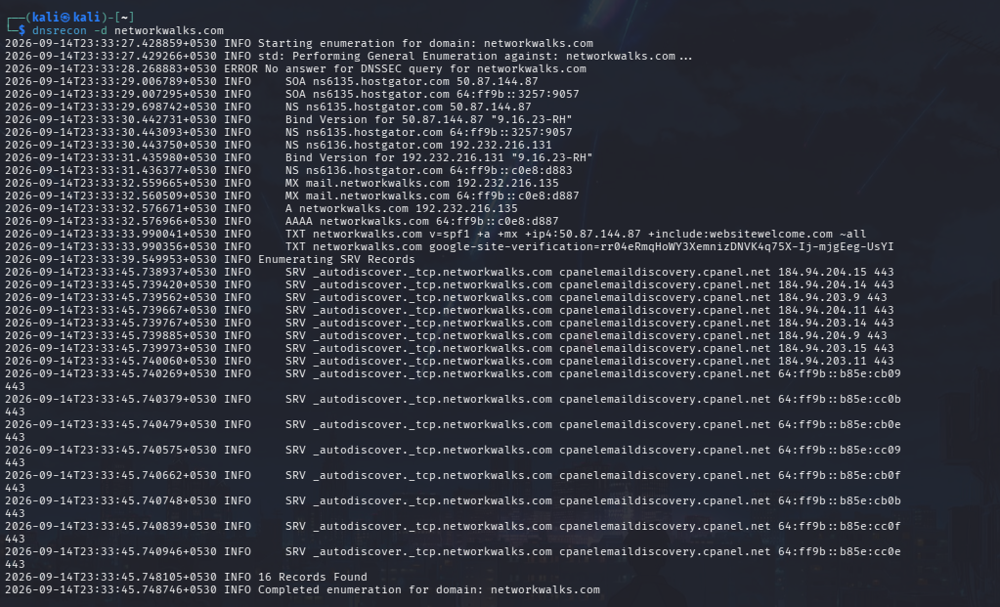 ┌──(kali㉿kali)-[~]
└─$ dnsrecon -d networkwalks.com
2026-09-14T23:33:27.428859+0530 INFO Starting enumeration for domain: networkwalks.com
2026-09-14T23:33:27.429266+0530 INFO std: Performing General Enumeration against: networkwalks.com...
2026-09-14T23:33:28.268883+0530 ERROR No answer for DNSSEC query for networkwalks.com
2026-09-14T23:33:29.006789+0530 INFO     SOA ns6135.hostgator.com 50.87.144.87
2026-09-14T23:33:29.007295+0530 INFO     SOA ns6135.hostgator.com 64:ff9b::3257:9057
2026-09-14T23:33:29.698742+0530 INFO     NS ns6135.hostgator.com 50.87.144.87
2026-09-14T23:33:30.442731+0530 INFO     Bind Version for 50.87.144.87 "9.16.23-RH"
2026-09-14T23:33:30.443093+0530 INFO     NS ns6135.hostgator.com 64:ff9b::3257:9057
2026-09-14T23:33:30.443750+0530 INFO     NS ns6136.hostgator.com 192.232.216.131
2026-09-14T23:33:31.435980+0530 INFO     Bind Version for 192.232.216.131 "9.16.23-RH"
2026-09-14T23:33:31.436377+0530 INFO     NS ns6136.hostgator.com 64:ff9b::c0e8:d883
2026-09-14T23:33:32.559665+0530 INFO     MX mail.networkwalks.com 192.232.216.135
2026-09-14T23:33:32.560509+0530 INFO     MX mail.networkwalks.com 64:ff9b::c0e8:d887
2026-09-14T23:33:32.576671+0530 INFO     A networkwalks.com 192.232.216.135
2026-09-14T23:33:32.576966+0530 INFO     AAAA networkwalks.com 64:ff9b::c0e8:d887
2026-09-14T23:33:33.990041+0530 INFO     TXT networkwalks.com v=spf1 +a +mx +ip4:50.87.144.87 +include:websitewelcome.com ~all
2026-09-14T23:33:33.990356+0530 INFO     TXT networkwalks.com google-site-verification=rr04eRmqHoWY3XemnizDNVK4q75X-Ij-mjgEeg-UsYI
2026-09-14T23:33:39.549953+0530 INFO Enumerating SRV Records
2026-09-14T23:33:45.738937+0530 INFO     SRV _autodiscover._tcp.networkwalks.com cpanelemaildiscovery.cpanel.net 184.94.204.15 443
2026-09-14T23:33:45.739420+0530 INFO     SRV _autodiscover._tcp.networkwalks.com cpanelemaildiscovery.cpanel.net 184.94.204.14 443
2026-09-14T23:33:45.739562+0530 INFO     SRV _autodiscover._tcp.networkwalks.com cpanelemaildiscovery.cpanel.net 184.94.203.9 443
2026-09-14T23:33:45.739667+0530 INFO     SRV _autodiscover._tcp.networkwalks.com cpanelemaildiscovery.cpanel.net 184.94.204.11 443
2026-09-14T23:33:45.739767+0530 INFO     SRV _autodiscover._tcp.networkwalks.com cpanelemaildiscovery.cpanel.net 184.94.203.14 443
2026-09-14T23:33:45.739885+0530 INFO     SRV _autodiscover._tcp.networkwalks.com cpanelemaildiscovery.cpanel.net 184.94.204.9 443
2026-09-14T23:33:45.739973+0530 INFO     SRV _autodiscover._tcp.networkwalks.com cpanelemaildiscovery.cpanel.net 184.94.203.15 443
2026-09-14T23:33:45.740060+0530 INFO     SRV _autodiscover._tcp.networkwalks.com cpanelemaildiscovery.cpanel.net 184.94.203.11 443
2026-09-14T23:33:45.740269+0530 INFO     SRV _autodiscover._tcp.networkwalks.com cpanelemaildiscovery.cpanel.net 64:ff9b::b85e:cb09
443
2026-09-14T23:33:45.740379+0530 INFO     SRV _autodiscover._tcp.networkwalks.com cpanelemaildiscovery.cpanel.net 64:ff9b::b85e:cc0b
443
2026-09-14T23:33:45.740479+0530 INFO     SRV _autodiscover._tcp.networkwalks.com cpanelemaildiscovery.cpanel.net 64:ff9b::b85e:cb0e
443
2026-09-14T23:33:45.740575+0530 INFO     SRV _autodiscover._tcp.networkwalks.com cpanelemaildiscovery.cpanel.net 64:ff9b::b85e:cc09
443
2026-09-14T23:33:45.740662+0530 INFO     SRV _autodiscover._tcp.networkwalks.com cpanelemaildiscovery.cpanel.net 64:ff9b::b85e:cb0f
443
2026-09-14T23:33:45.740748+0530 INFO     SRV _autodiscover._tcp.networkwalks.com cpanelemaildiscovery.cpanel.net 64:ff9b::b85e:cb0b
443
2026-09-14T23:33:45.740839+0530 INFO     SRV _autodiscover._tcp.networkwalks.com cpanelemaildiscovery.cpanel.net 64:ff9b::b85e:cc0f
443
2026-09-14T23:33:45.740946+0530 INFO     SRV _autodiscover._tcp.networkwalks.com cpanelemaildiscovery.cpanel.net 64:ff9b::b85e:cc0e
443
2026-09-14T23:33:45.748105+0530 INFO 16 Records Found
2026-09-14T23:33:45.748746+0530 INFO Completed enumeration for domain: networkwalks.com